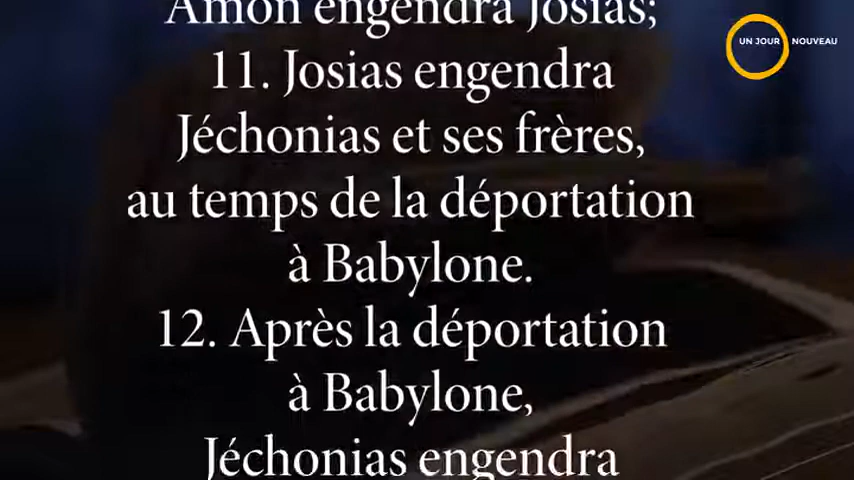 Amon engendra Josias;
UN JOUR NOUVEAU
11. Josias engendra
Jéchonias et ses frères,
au temps de la déportation
à Babylone.
12. Après la déportation
à Babylone,
Jéchonias engendra